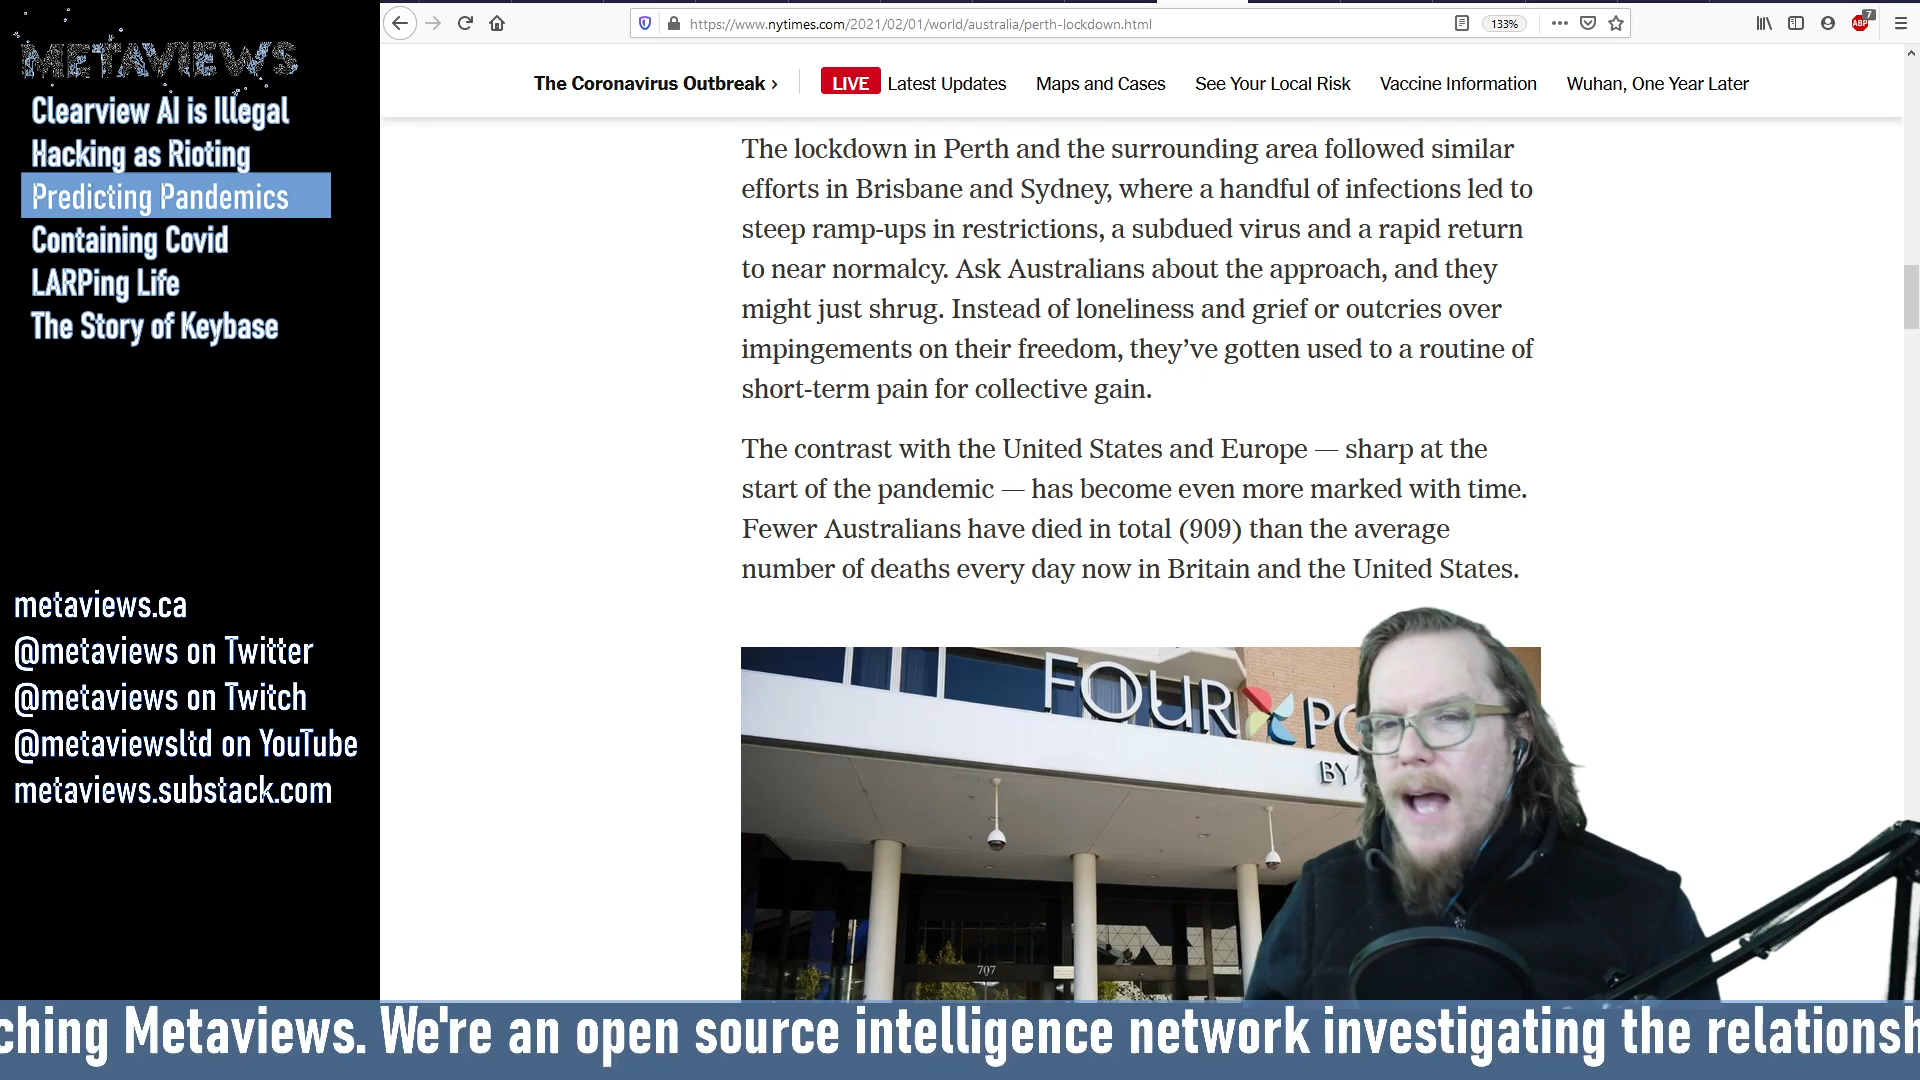 METAVIEWS
Clearview AI is Illegal
Hacking as Rioting
Predicting Pandemics
Containing Covid
LARPing Life
The Story of Keybase
metaviews.ca
@metaviews on Twitter
@metaviews on Twitch
@metaviewsltd on YouTube
metaviews.substack.com
https://www.nytimes.com/2021/02/01/world/australia/perth-lockdown.html
133%
7
ABP
The Coronavirus Outbreak ›
LIVE Latest Updates
Maps and Cases
See Your Local Risk
Vaccine Information
Wuhan, One Year Later
The lockdown in Perth and the surrounding area followed similar
efforts in Brisbane and Sydney, where a handful of infections led to
steep ramp-ups in restrictions, a subdued virus and a rapid return
to near normalcy. Ask Australians about the approach, and they
might just shrug. Instead of loneliness and grief or outcries over
impingements on their freedom, they’ve gotten used to a routine of
short-term pain for collective gain.
The contrast with the United States and Europe — sharp at the
start of the pandemic — has become even more marked with time.
Fewer Australians have died in total (909) than the average
number of deaths every day now in Britain and the United States.
FOUR PO
BY
707
ching Metaviews. We're an open source intelligence network investigating the relationsh